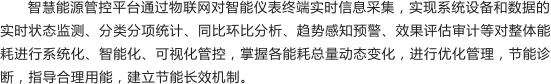 智慧能源管控平台通过物联网对智能仪表终端实时信息采集，实现系统设备和数据的
实时状态监测、分类分项统计、同比环比分析、趋势感知预警、效果评估审计等对整体能
耗进行系统化、智能化、可视化管控，掌握各能耗总量动态变化，进行优化管理，节能诊
断，指导合理用能，建立节能长效机制。